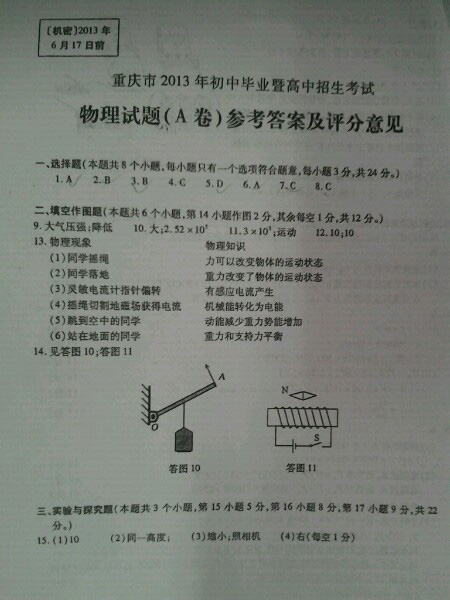 〔机密〕2013年
6月17日前
重庆市2013年初中毕业暨高中招生考试
物理试题(A卷)参考答案及评分意见
一、选择题(本题共8个小题,每小题只有一个选项符合题意,每小题3分,共24分。)
1.A 2.B 3.B 4.C 5.D 6.A 7.C 8.C
二、填空作图题(本题共6个小题,第14小题作图2分,其余每空1分,共12分。)
9.大气压强;降低 10.大;2.52×10⁵ 11.3×10⁵;运动 12.10;10
13.物理现象 物理知识
(1)同学摇绳 力可以改变物体的运动状态
(2)同学落地 重力改变了物体的运动状态
(3)灵敏电流计指针偏转 有感应电流产生
(4)摇绳切割地磁场获得电流 机械能转化为电能
(5)跳到空中的同学 动能减少重力势能增加
(6)站在地面的同学 重力和支持力平衡
14.见答图10;答图11
A
O
N
S
答图10 答图11
三、实验与探究题(本题共3个小题,第15小题5分,第16小题8分,第17小题9分,共22
分。)
15.(1)10 (2)同一高度; (3)缩小;照相机 (4)右(每空1分)